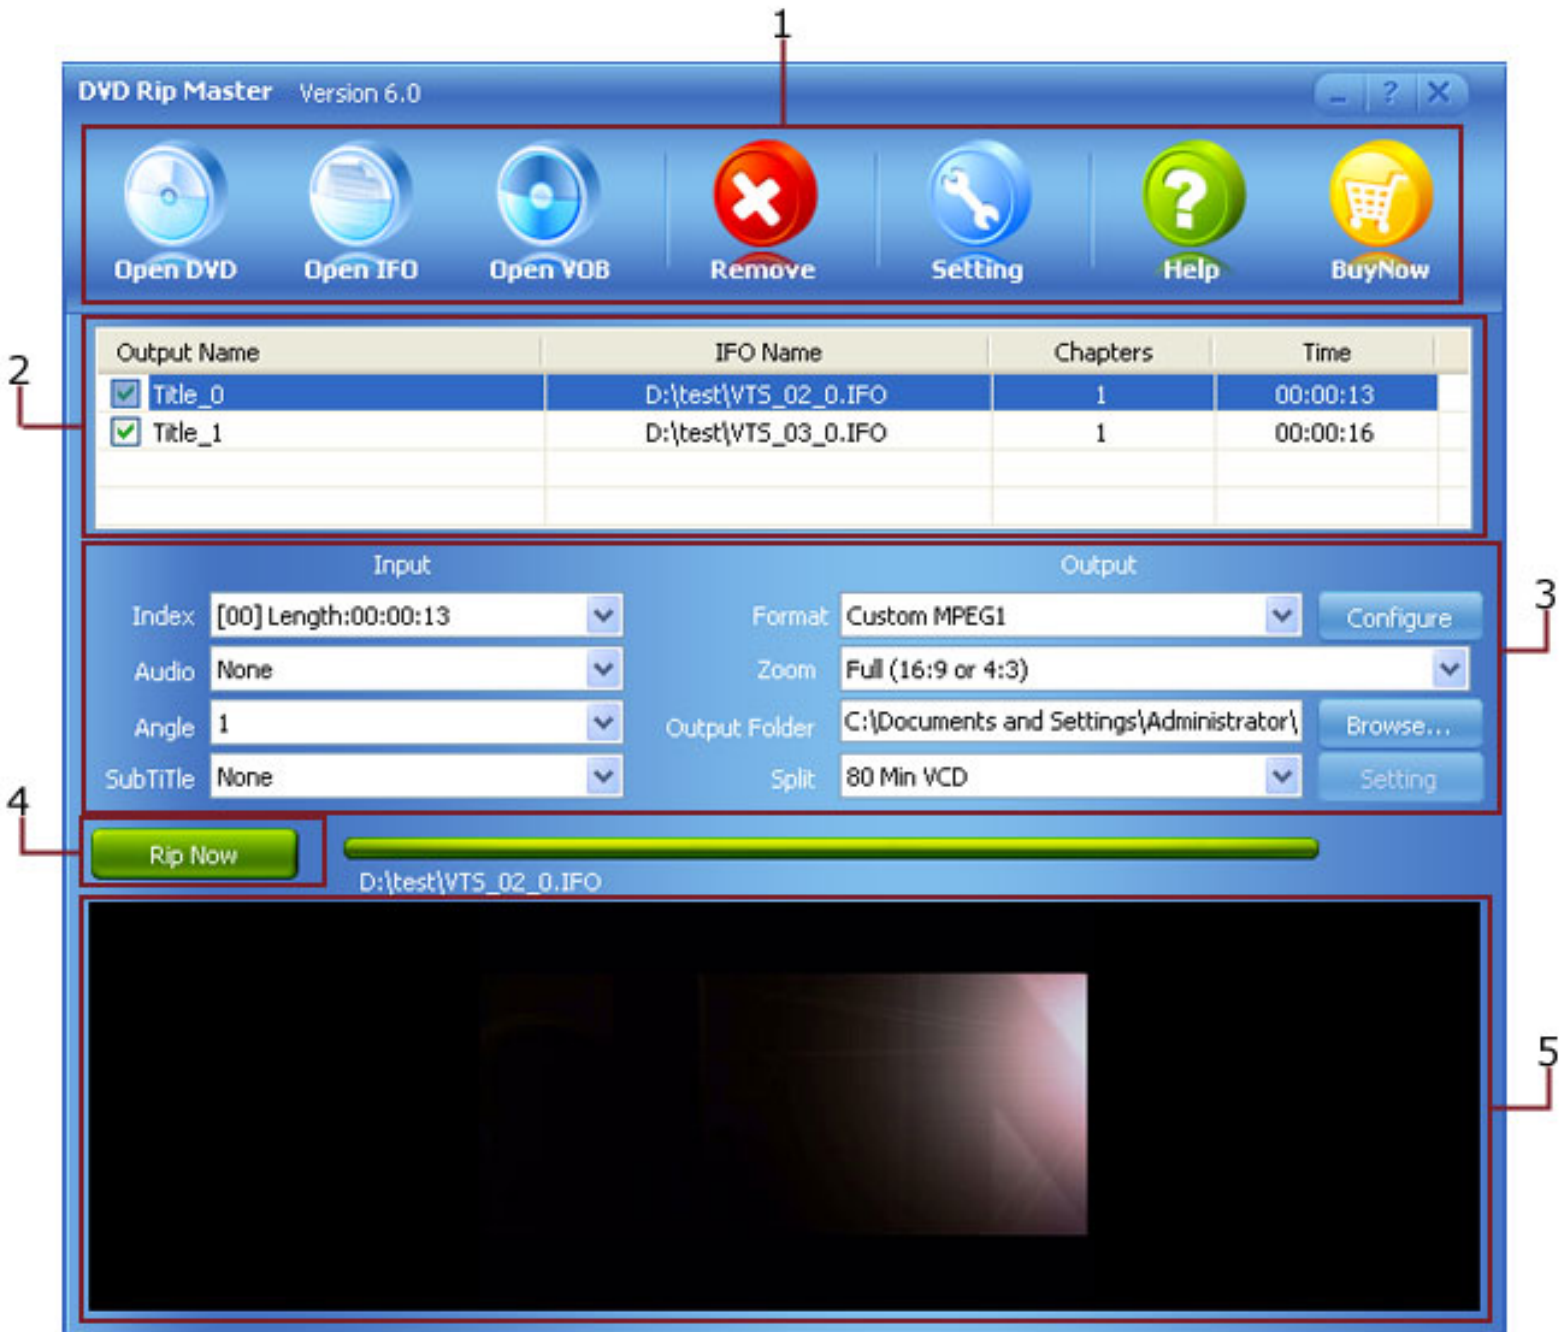 1
DVD Rip Master Version 6.0
Open DVD Open IFO Open VOB Remove Setting Help BuyNow
2
Output Name IFO Name Chapters Time
Title_0 D:\test\VTS_02_0.IFO 1 00:00:13
Title_1 D:\test\VTS_03_0.IFO 1 00:00:16
Input Output
3
Index [00] Length:00:00:13 Format Custom MPEG1 Configure
Audio None Zoom Full (16:9 or 4:3)
Angle 1 Output Folder C:\Documents and Settings\Administrator\ Browse...
SubTiTle None Split 80 Min VCD Setting
4
Rip Now
D:\test\VTS_02_0.IFO
5